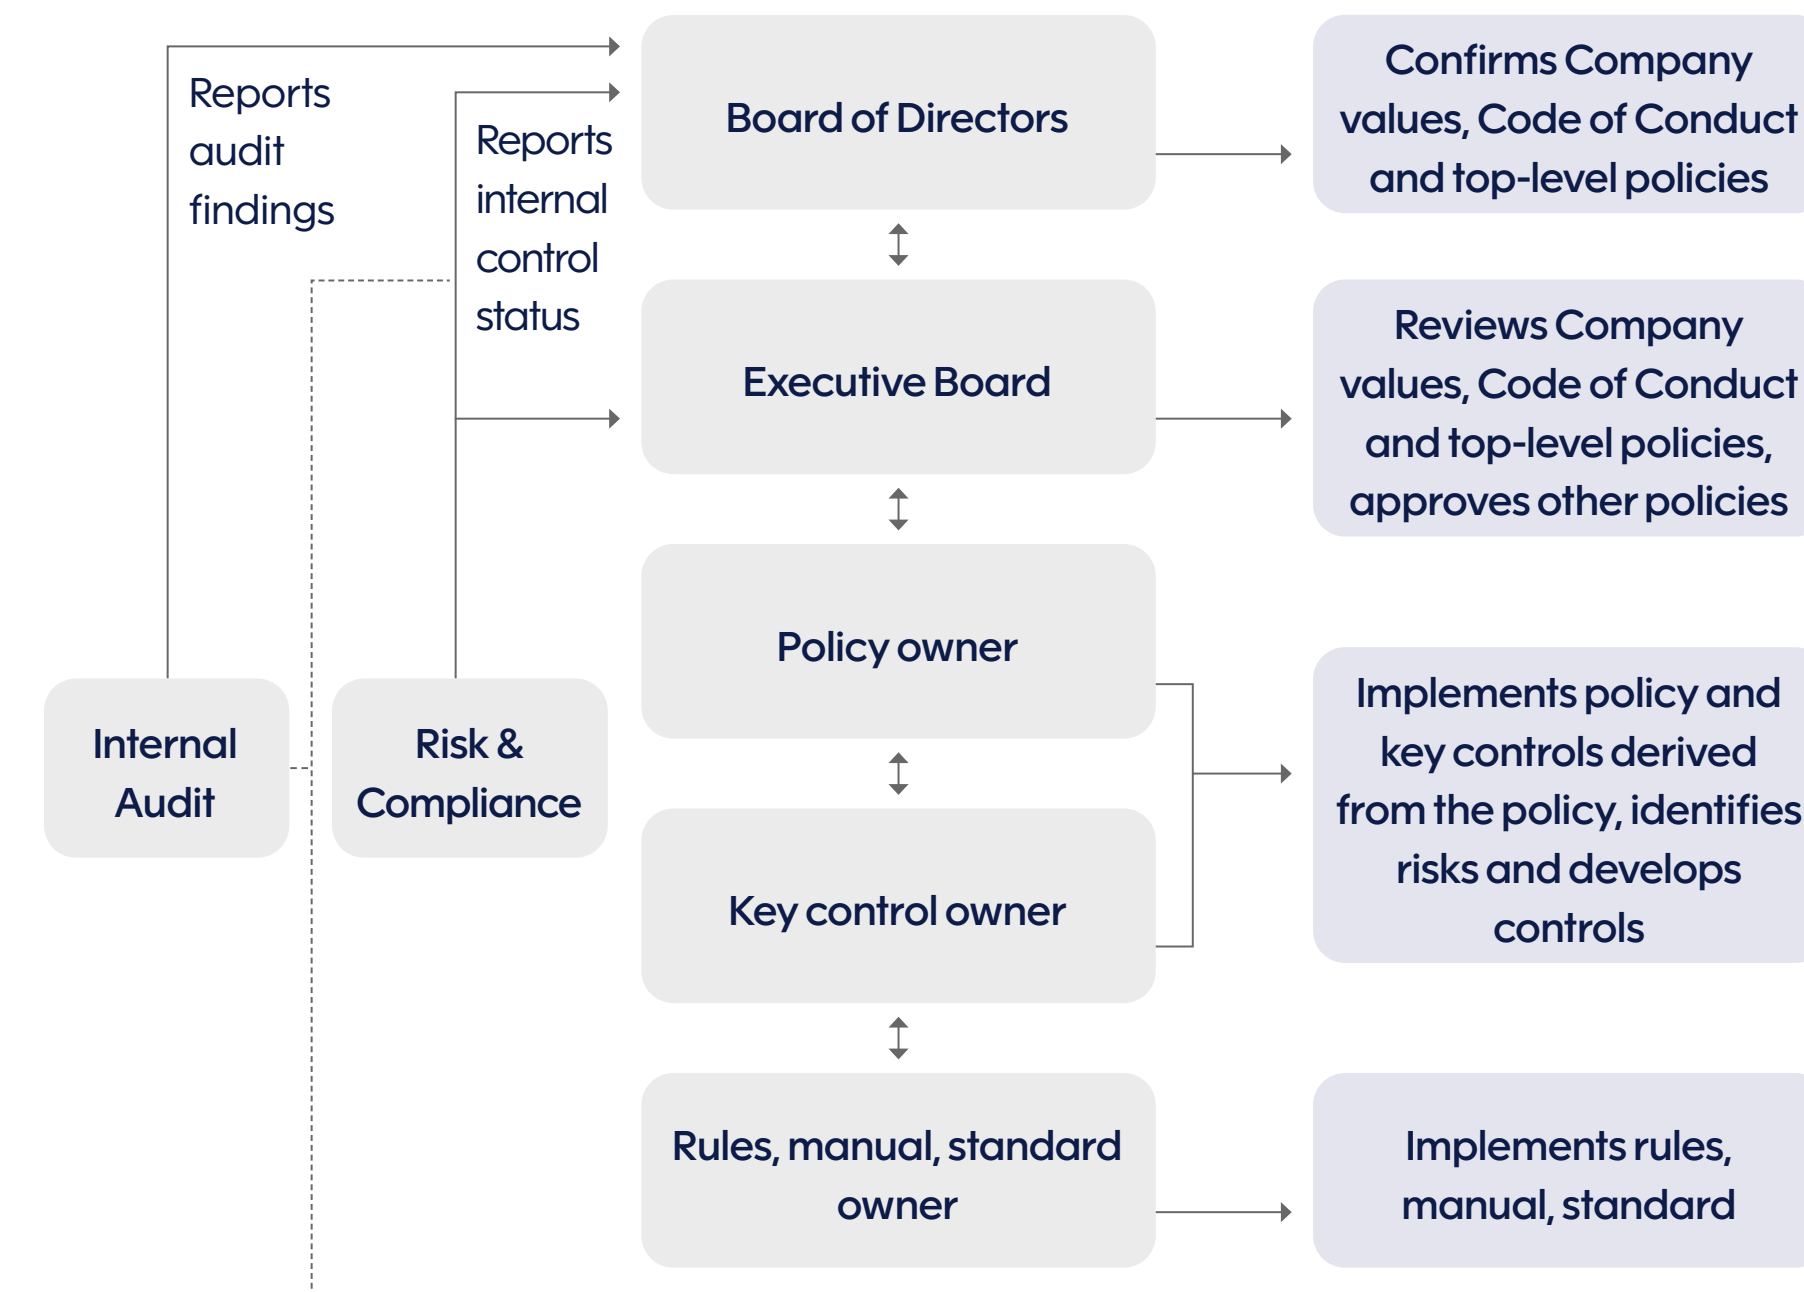 Reports
audit
findings
Reports
internal
control
status
Board of Directors
Confirms Company
values, Code of Conduct
and top-level policies
Executive Board
Reviews Company
values, Code of Conduct
and top-level policies,
approves other policies
Policy owner
Internal
Audit
Risk &
Compliance
Implements policy and
key controls derived
from the policy, identifies
risks and develops
controls
Key control owner
Rules, manual, standard
owner
Implements rules,
manual, standard